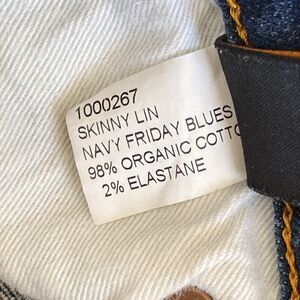 1000267
SKINNY LIN
NAVY FRIDAY BLUES
98% ORGANIC COTTO
2% ELASTANE